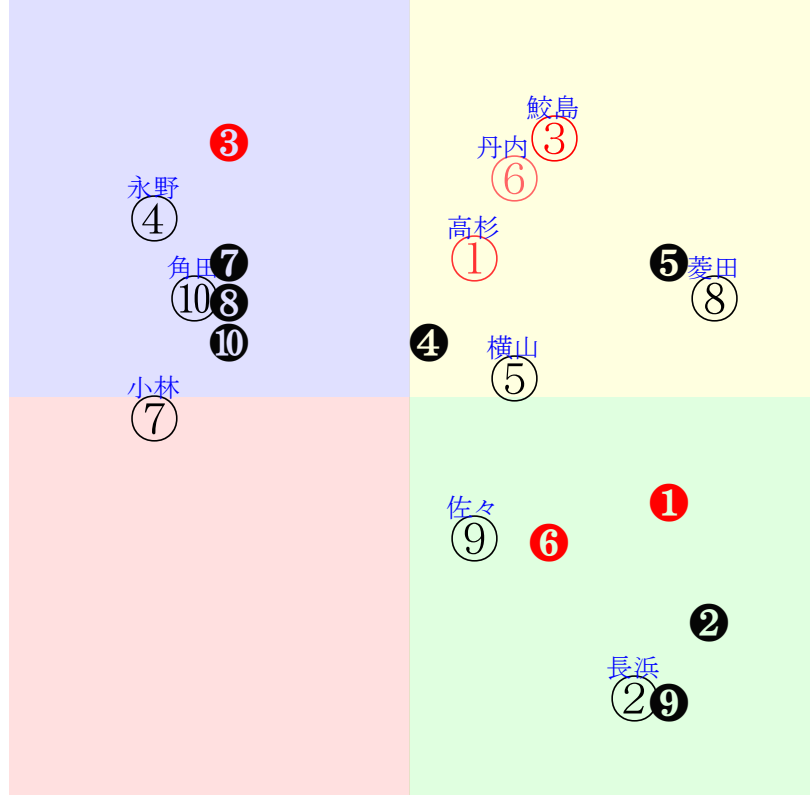 鮫島
③
❸
丹内
⑥
永野
④
高杉
①
角田
⑩
❼
❺
菱田
⑧
❽
❿
❹
横山
⑤
小林
⑦
佐々
⑨
❻
❶
❷
長浜
②
❾